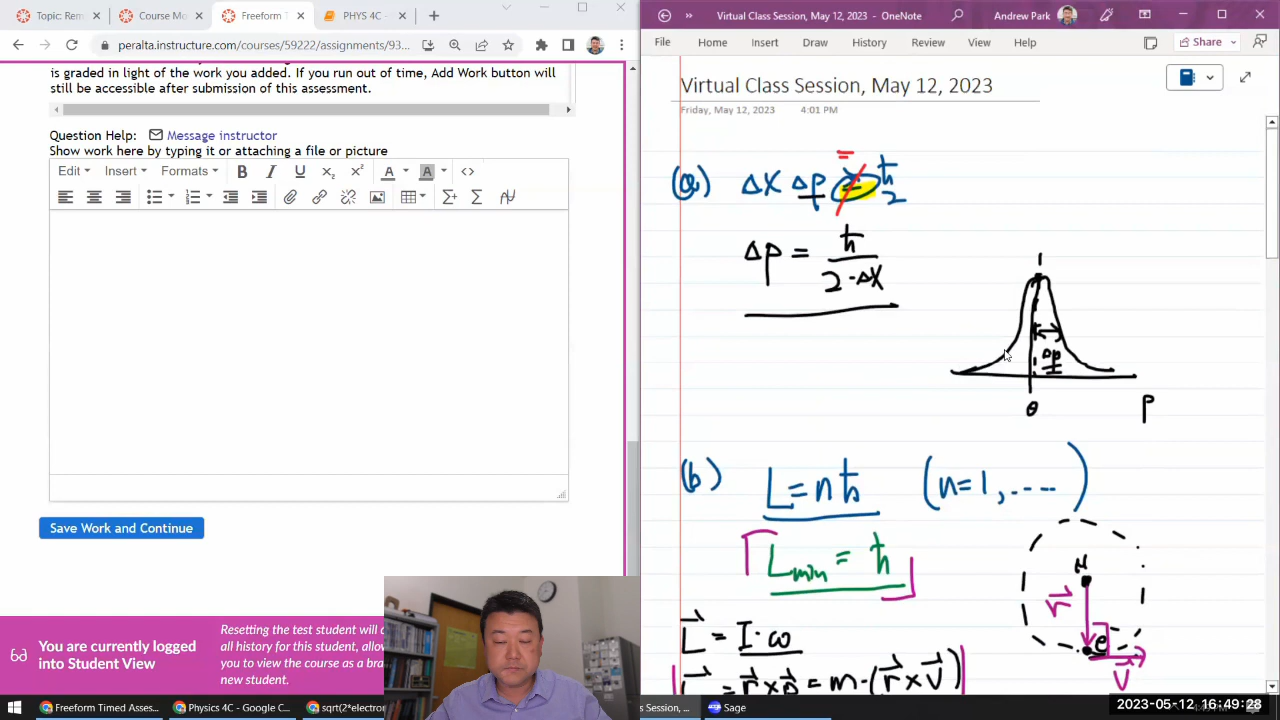 Topic Rem
Course Mo
Freeform T
PHYS 4C -
peralta.instructure.com/courses/59222/assignments/93...
is graded in light of the work you added. If you run out of time, Add Work button will
still be accessible after submission of this assessment.
Question Help: Message instructor
Show work here by typing it or attaching a file or picture
Edit Insert Formats B I U X₂ X² A A <>
Save Work and Continue
You are currently logged
into Student View
Resetting the test student will c
all history for this student, allow
you to view the course as a bra
new student.
Virtual Class Session, May 12, 2023 - OneNote
Andrew Park
File Home Insert Draw History Review View Help
Share
Virtual Class Session, May 12, 2023
Friday, May 12, 2023 4:01 PM
(a) ΔX Δp = ħ/2
Δp = ħ / 2·ΔX
Δp
0
P
(b) L = nħ (n=1, .....)
L min = ħ
r
e
V
L = I·ω
= r × p = m·(r × v)
Freeform Timed Asses...
Physics 4C - Google C...
sqrt(2*electron mass...
s Session, ...
Sage
2023-05-12 16:49:28